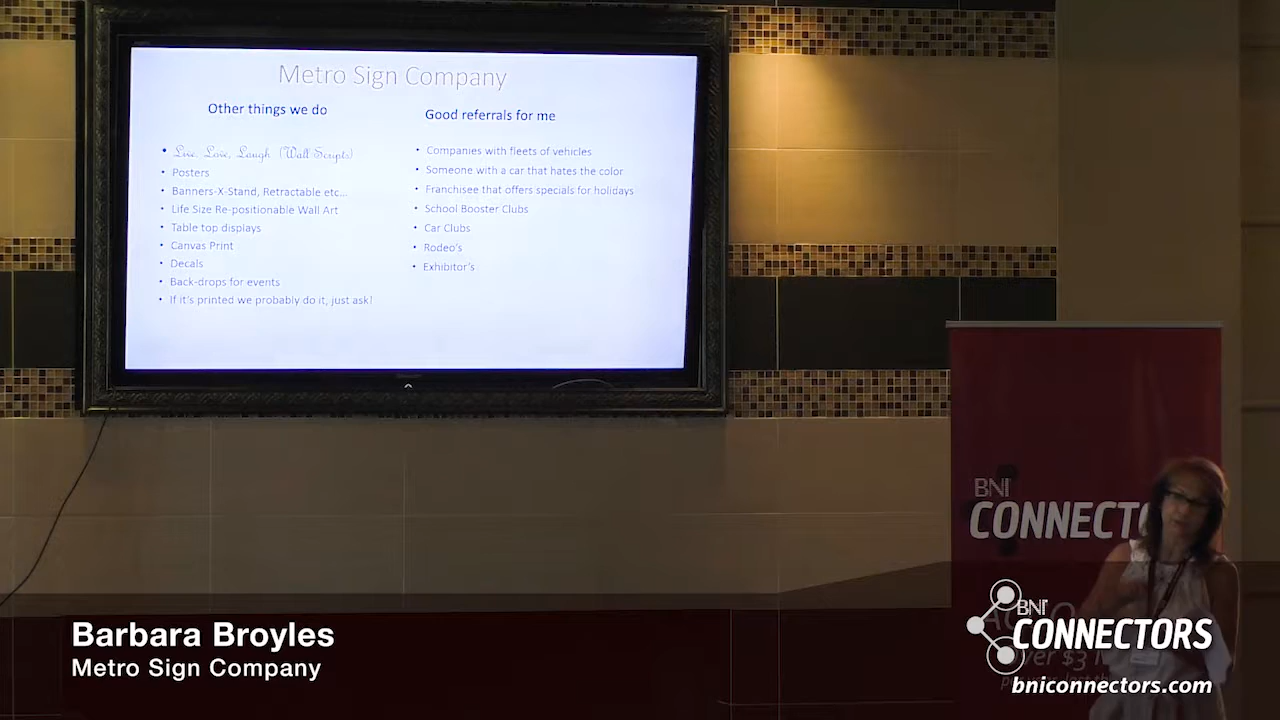 Metro Sign Company
Other things we do
• Live, Love, Laugh (Wall Scripts)
• Posters
• Banners-X-Stand, Retractable etc...
• Life Size Re-positionable Wall Art
• Table top displays
• Canvas Print
• Decals
• Back-drops for events
• If it's printed we probably do it, just ask!
Good referrals for me
• Companies with fleets of vehicles
• Someone with a car that hates the color
• Franchisee that offers specials for holidays
• School Booster Clubs
• Car Clubs
• Rodeo's
• Exhibitor's
BNI
CONNECT
Barbara Broyles
Metro Sign Company
BNI
CONNECTORS
bniconnectors.com
over $3